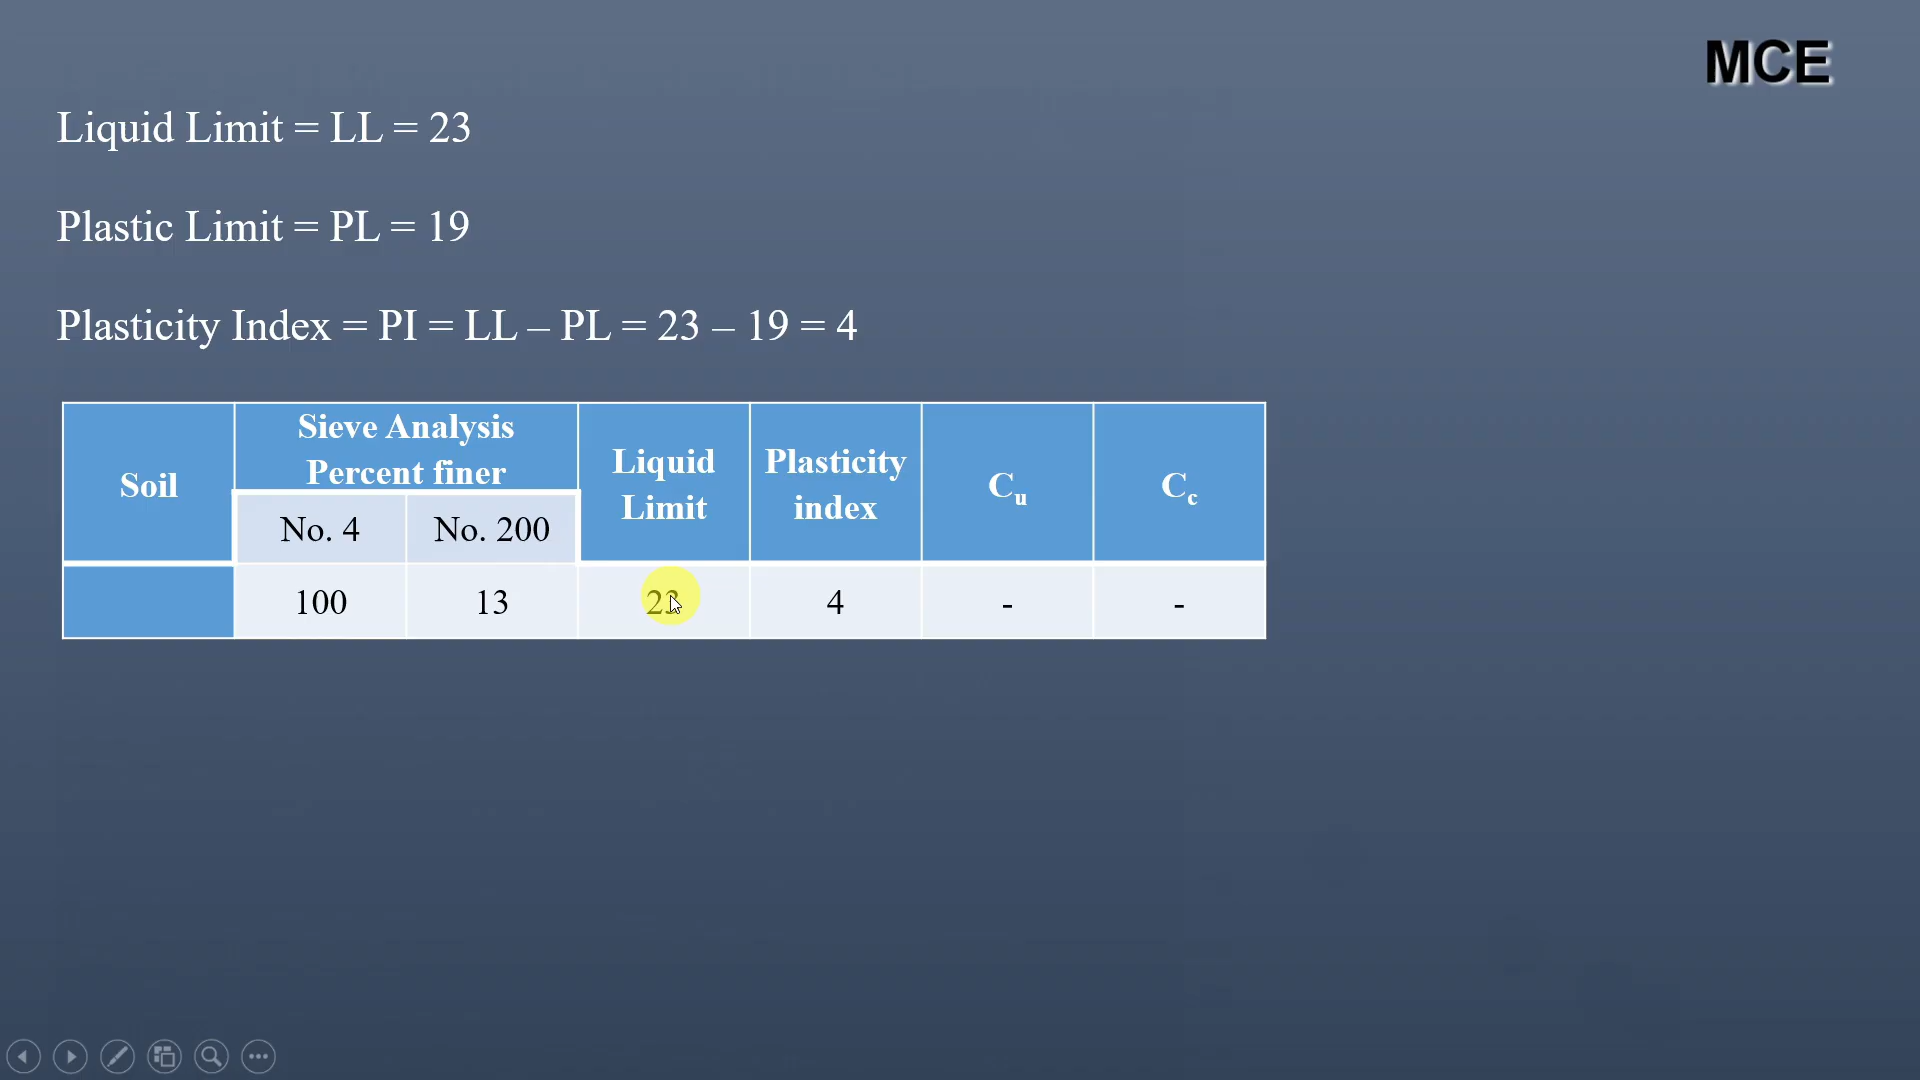 MCE
Liquid Limit = LL = 23
Plastic Limit = PL = 19
Plasticity Index = PI = LL – PL = 23 – 19 = 4
Soil
Sieve Analysis
Percent finer
Liquid
Limit
Plasticity
index
Cu
Cc
No. 4
No. 200
100
13
23
4
-
-